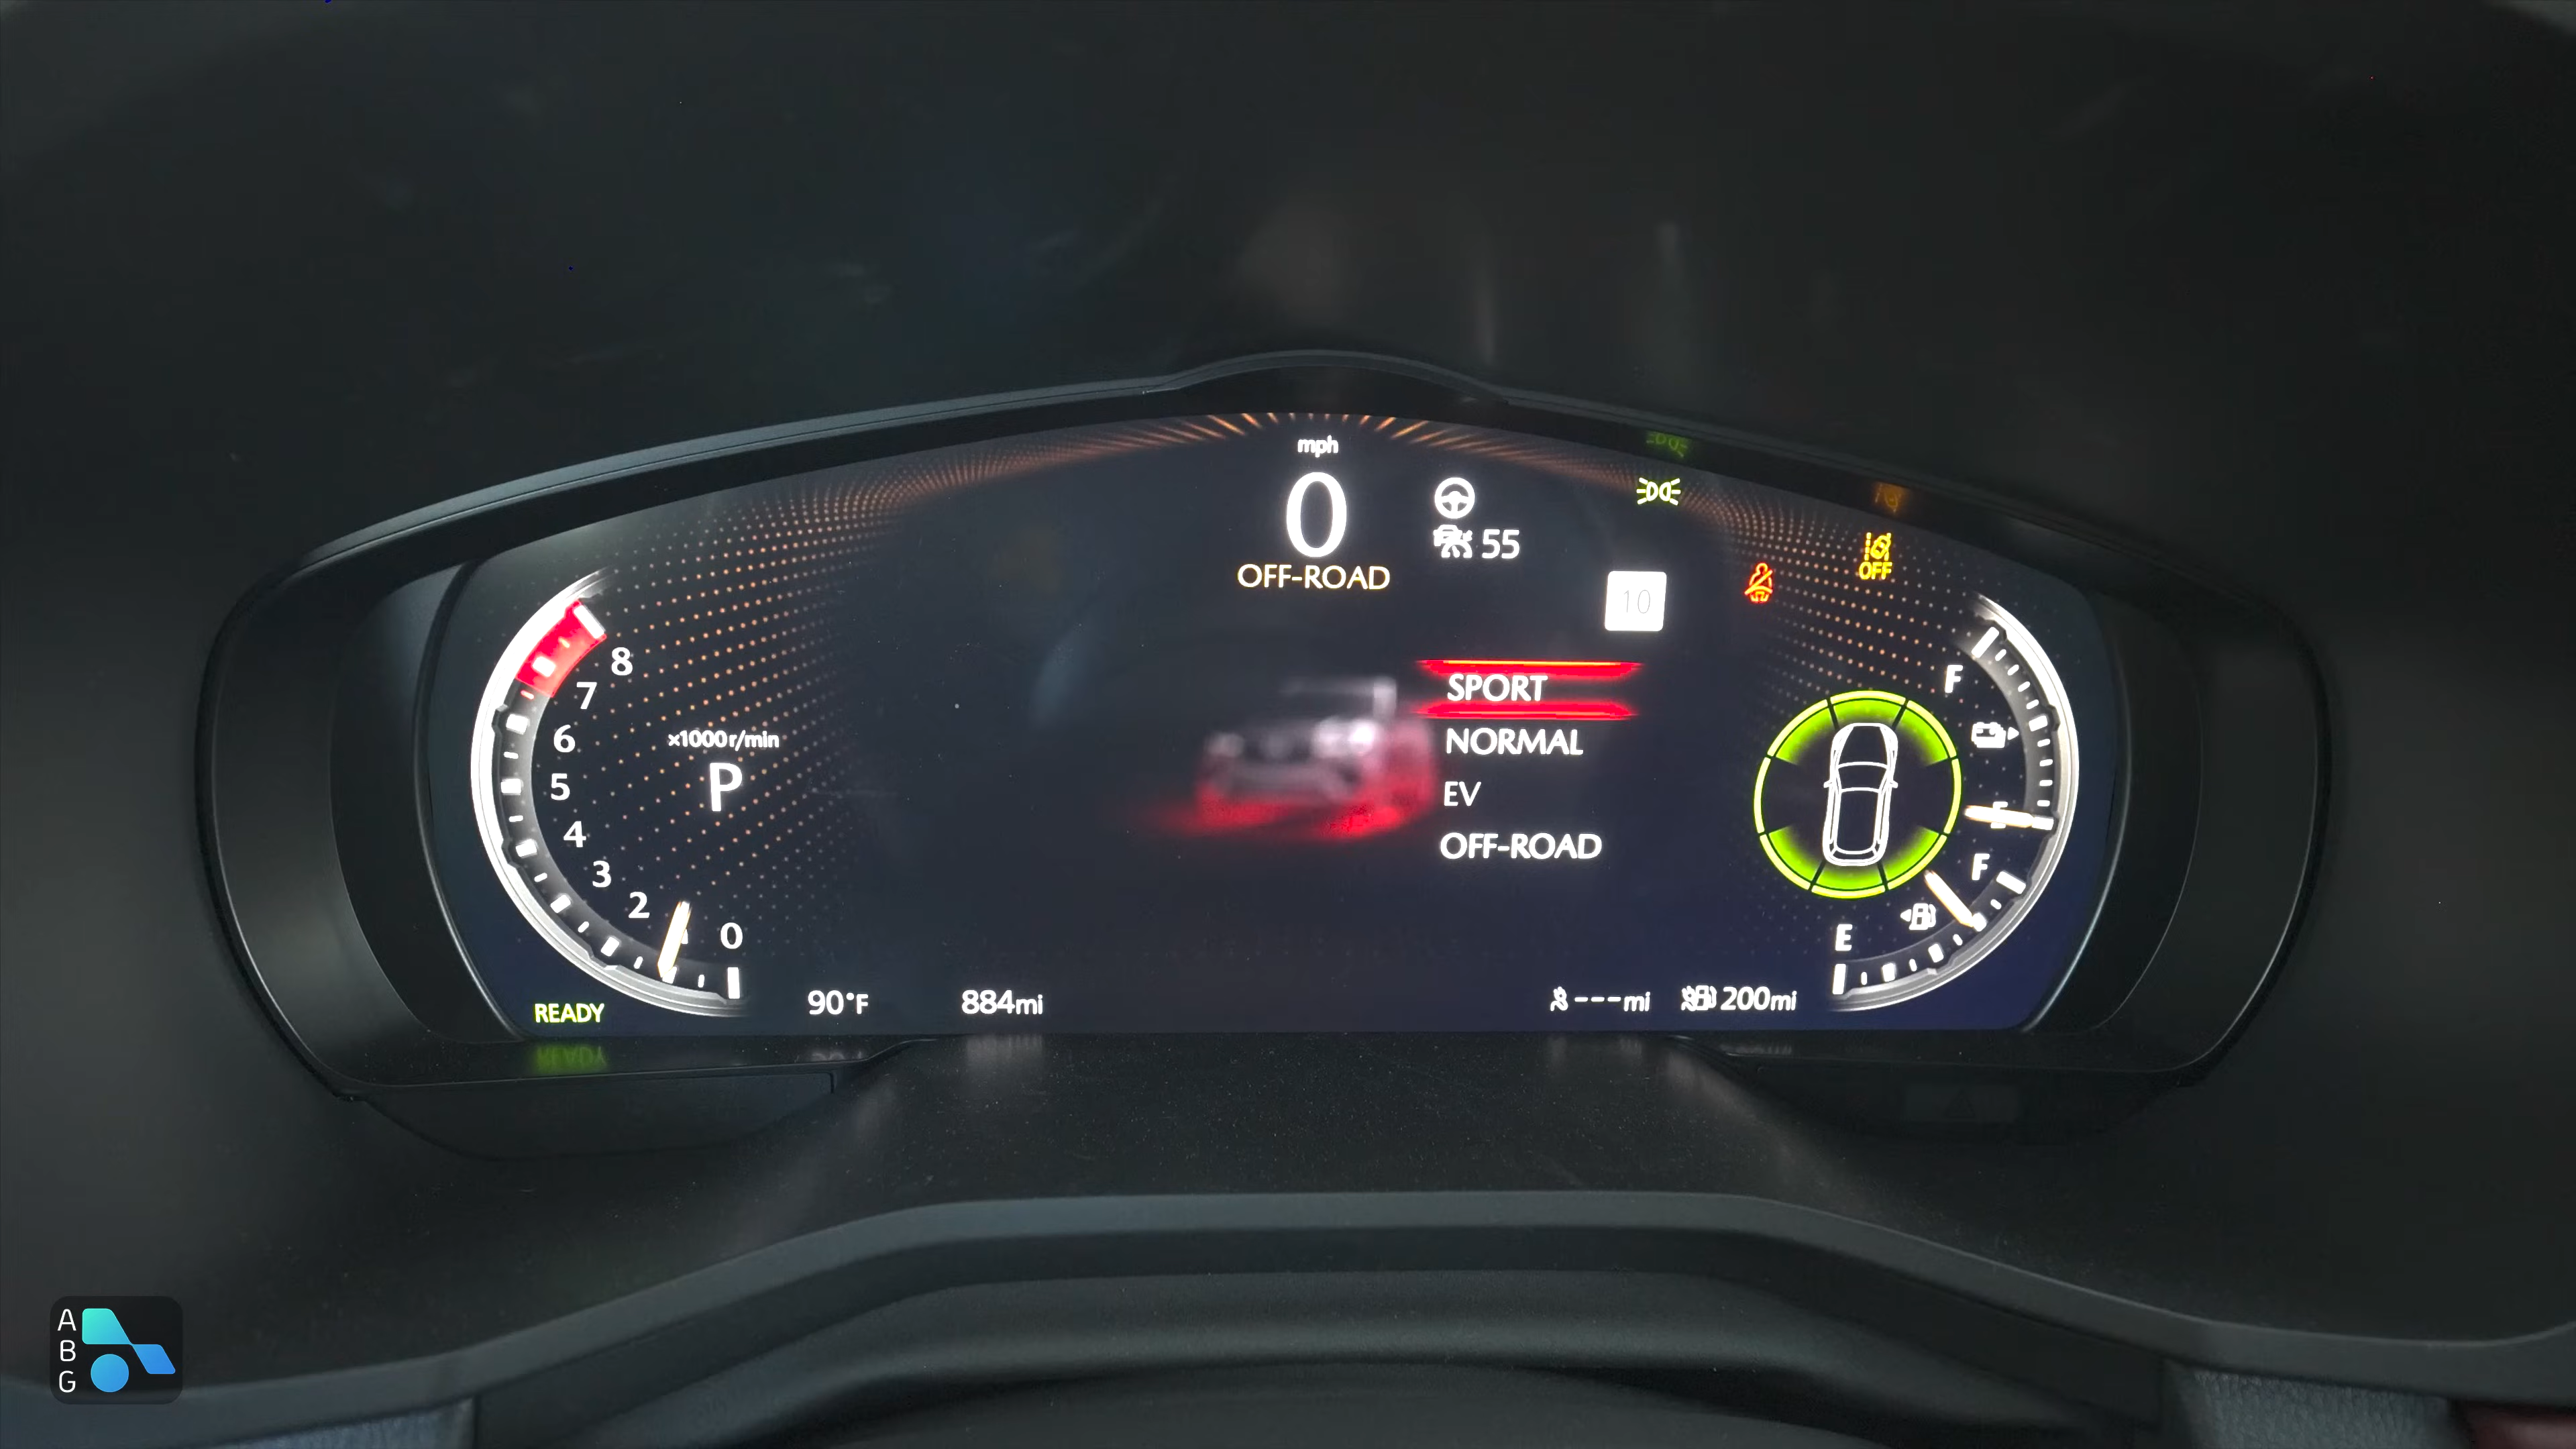 mph
0
OFF-ROAD
55
OFF
10
8
7
6
5
4
3
2
0
x1000 r/min
P
SPORT
NORMAL
EV
OFF-ROAD
F
F
E
READY
90°F
884mi
---mi
200mi
A
B
G